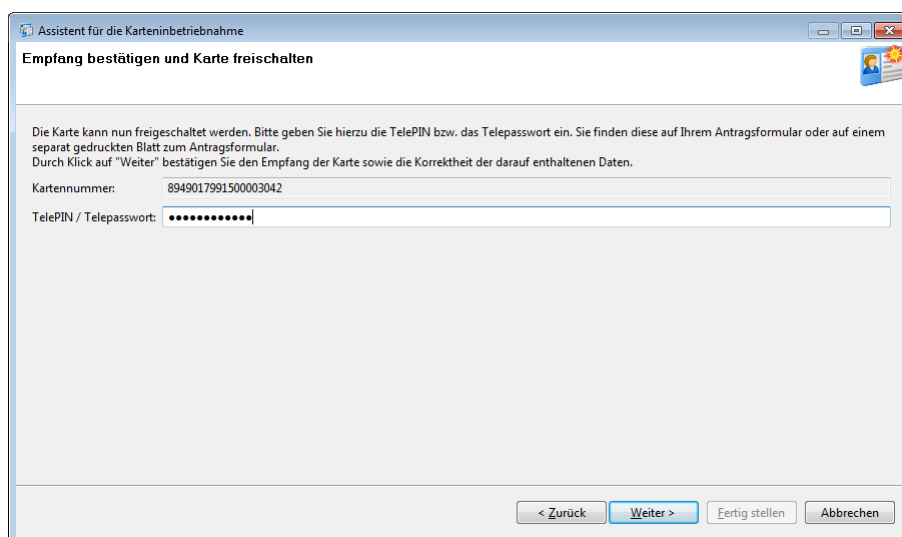 Assistent für die Karteninbetriebnahme
Empfang bestätigen und Karte freischalten
Die Karte kann nun freigeschaltet werden. Bitte geben Sie hierzu die TelePIN bzw. das Telepasswort ein. Sie finden diese auf Ihrem Antragsformular oder auf einem
separat gedruckten Blatt zum Antragsformular.
Durch Klick auf "Weiter" bestätigen Sie den Empfang der Karte sowie die Korrektheit der darauf enthaltenen Daten.
Kartennummer: 8949017991500003042
TelePIN / Telepasswort: ●●●●●●●●●●●●
< Zurück Weiter > Fertig stellen Abbrechen